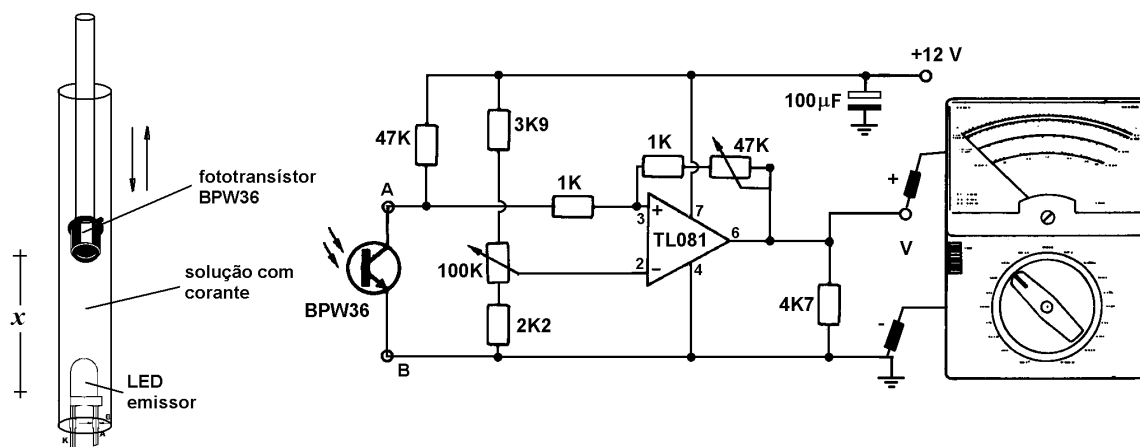 fototransístor
BPW36
solução com
corante
x
LED
emissor
K
A
+12 V
100µF
47K
3K9
1K
47K
A
1K
3
+
7
TL081
6
2
−
4
100K
BPW36
2K2
4K7
B
+
V
-